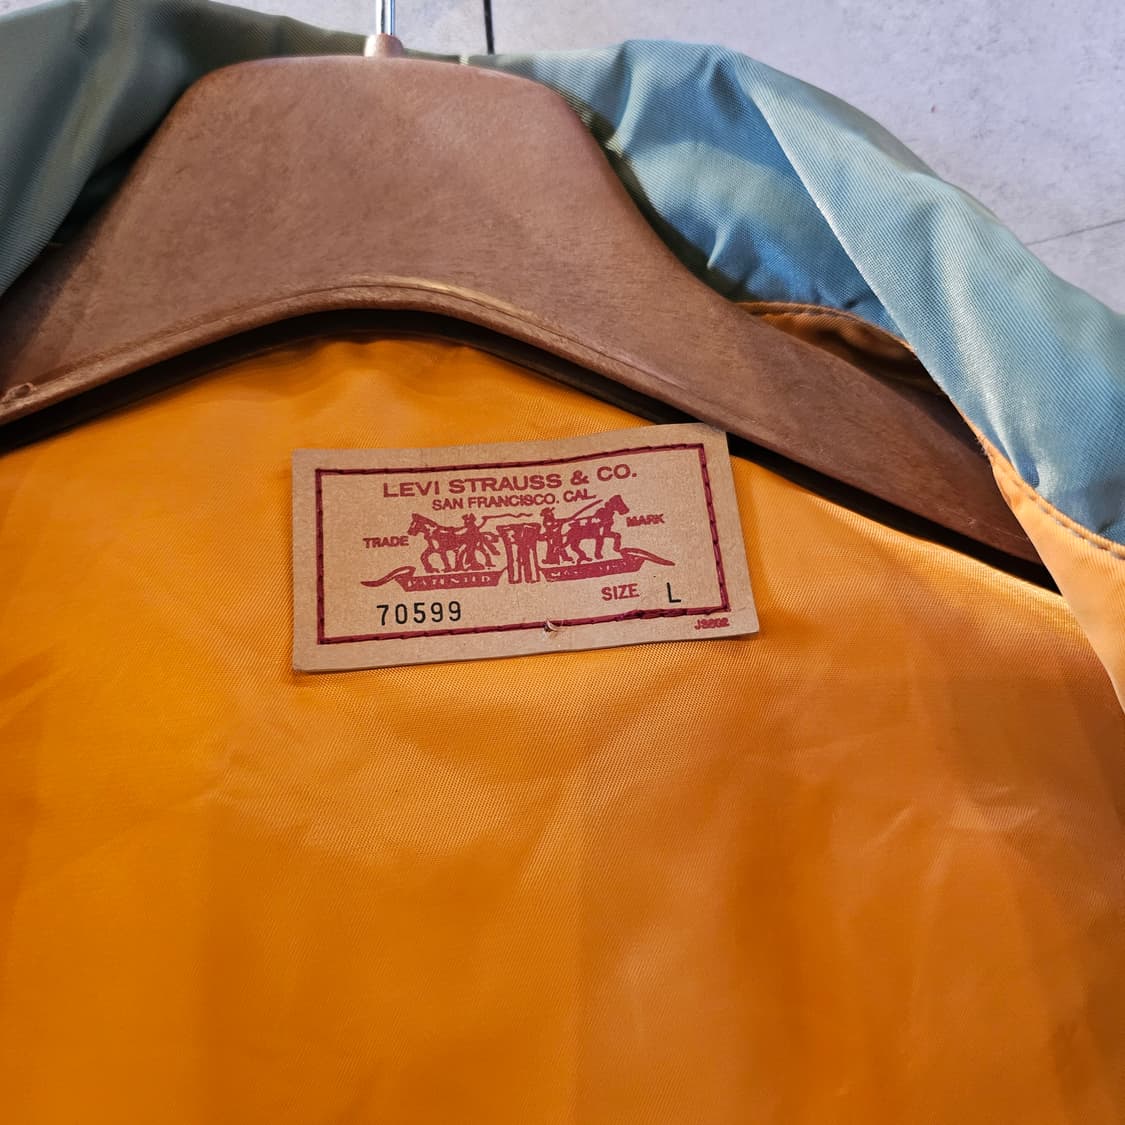 LEVI STRAUSS & CO.
SAN FRANCISCO, CAL.
TRADE MARK
70599 SIZE L